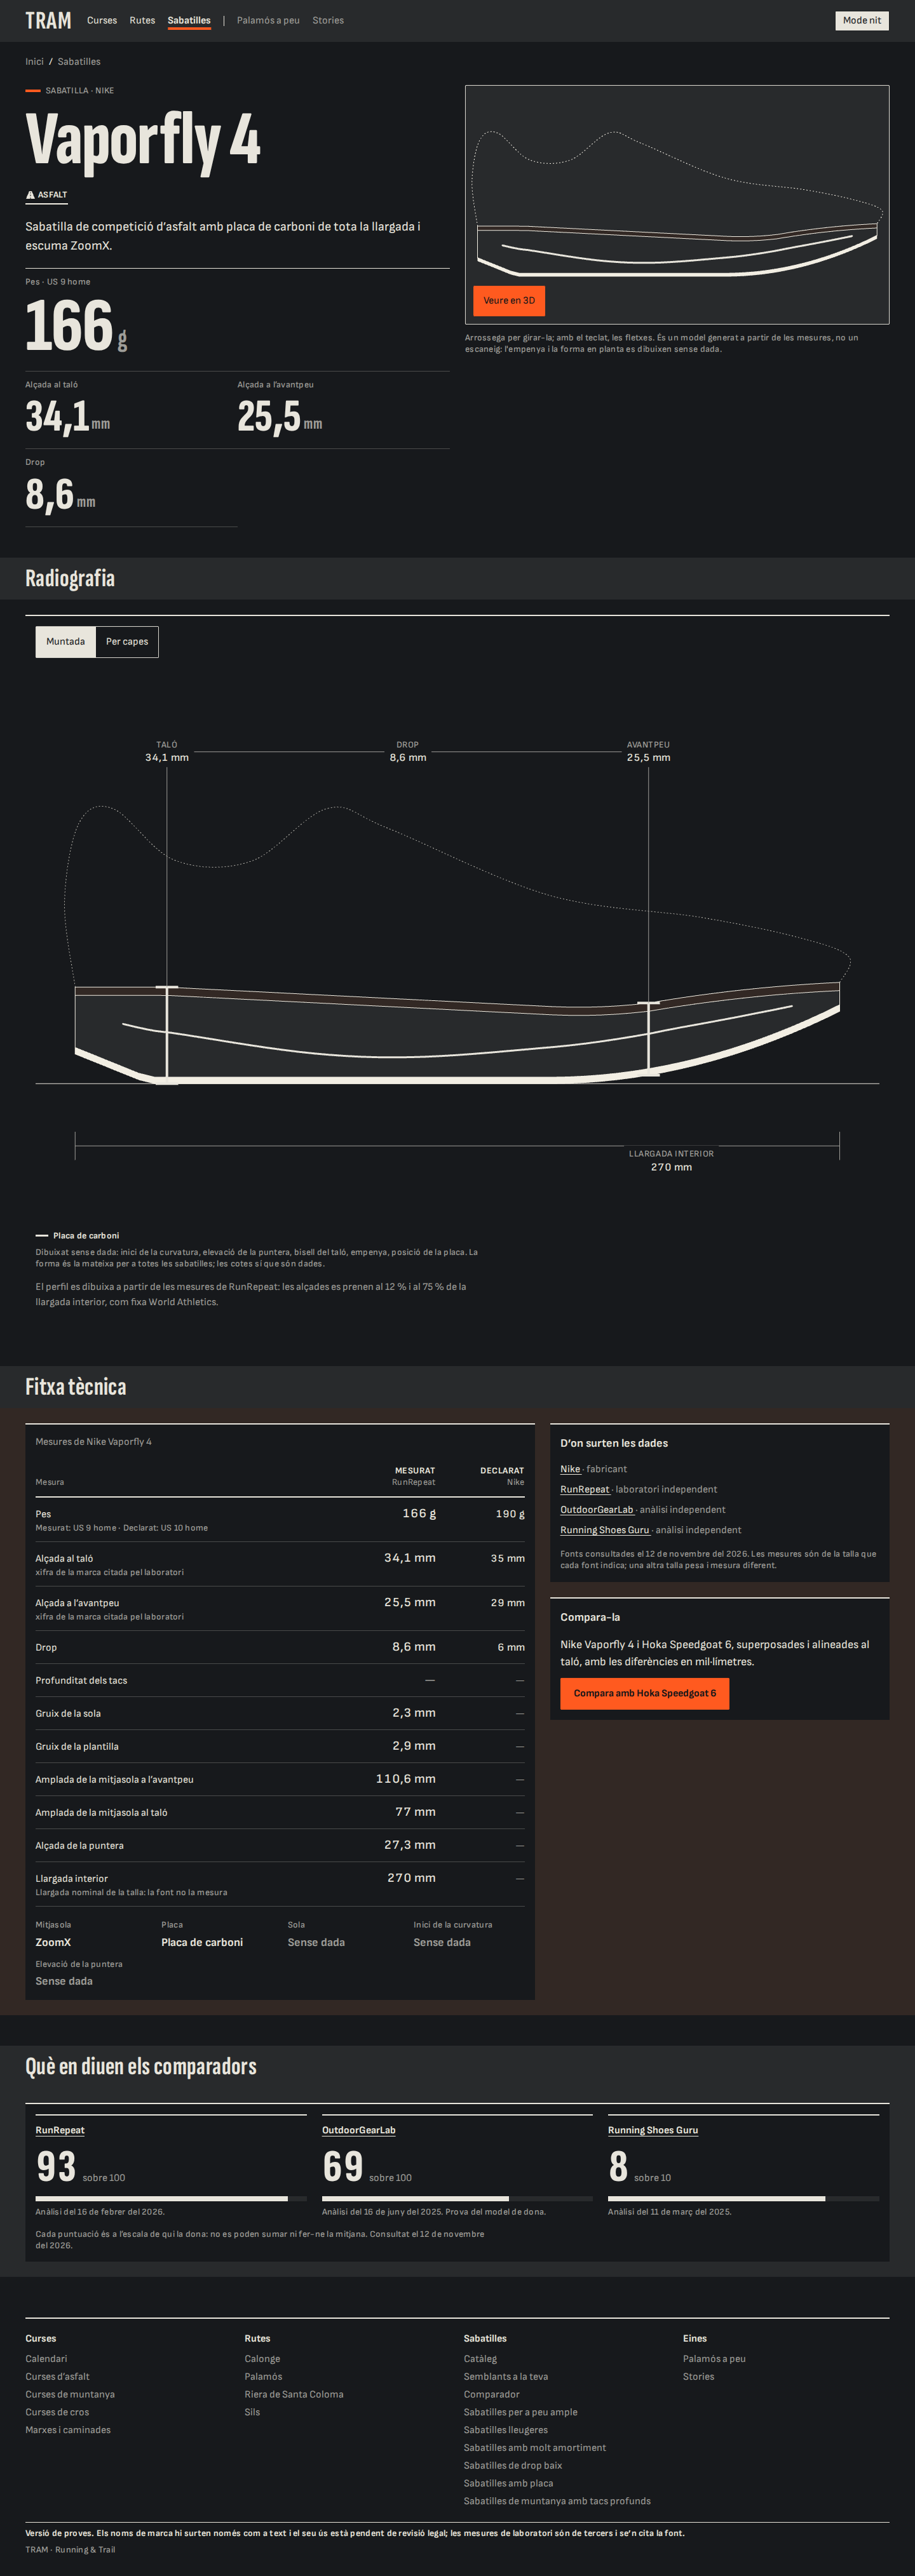 TRAM Curses Rutes Sabatilles | Palamós a peu Stories Mode nit
Inici / Sabatilles
SABATILLA · NIKE
Vaporfly 4
ASFALT
Sabatilla de competició d’asfalt amb placa de carboni de tota la llargada i
escuma ZoomX.
Pes · US 9 home
166 g
Alçada al taló
34,1 mm
Alçada a l’avantpeu
25,5 mm
Drop
8,6 mm
Veure en 3D
Arrossega per girar-la; amb el teclat, les fletxes. És un model generat a partir de les mesures, no un
escaneig: l’empenya i la forma en planta es dibuixen sense dada.
Radiografia
Muntada Per capes
TALÓ
34,1 mm
DROP
8,6 mm
AVANTPEU
25,5 mm
LLARGADA INTERIOR
270 mm
Placa de carboni
Dibuixat sense dada: inici de la curvatura, elevació de la puntera, bisell del taló, empenya, posició de la placa. La
forma és la mateixa per a totes les sabatilles; les cotes sí que són dades.
El perfil es dibuixa a partir de les mesures de RunRepeat: les alçades es prenen al 12 % i al 75 % de la
llargada interior, com fixa World Athletics.
Fitxa tècnica
Mesures de Nike Vaporfly 4
Mesura
MESURAT
RunRepeat
DECLARAT
Nike
Pes 166 g 190 g
Mesurat: US 9 home · Declarat: US 10 home
Alçada al taló 34,1 mm 35 mm
xifra de la marca citada pel laboratori
Alçada a l’avantpeu 25,5 mm 29 mm
xifra de la marca citada pel laboratori
Drop 8,6 mm 6 mm
Profunditat dels tacs — —
Gruix de la sola 2,3 mm —
Gruix de la plantilla 2,9 mm —
Amplada de la mitjasola a l’avantpeu 110,6 mm —
Amplada de la mitjasola al taló 77 mm —
Alçada de la puntera 27,3 mm —
Llargada interior 270 mm —
Llargada nominal de la talla: la font no la mesura
Mitjasola
ZoomX
Placa
Placa de carboni
Sola
Sense dada
Inici de la curvatura
Sense dada
Elevació de la puntera
Sense dada
D’on surten les dades
Nike · fabricant
RunRepeat · laboratori independent
OutdoorGearLab · anàlisi independent
Running Shoes Guru · anàlisi independent
Fonts consultades el 12 de novembre del 2026. Les mesures són de la talla que
cada font indica; una altra talla pesa i mesura diferent.
Compara-la
Nike Vaporfly 4 i Hoka Speedgoat 6, superposades i alineades al
taló, amb les diferències en mil·límetres.
Compara amb Hoka Speedgoat 6
Què en diuen els comparadors
RunRepeat
93 sobre 100
Anàlisi del 16 de febrer del 2026.
OutdoorGearLab
69 sobre 100
Anàlisi del 16 de juny del 2025. Prova del model de dona.
Running Shoes Guru
8 sobre 10
Anàlisi del 11 de març del 2025.
Cada puntuació és a l’escala de qui la dona: no es poden sumar ni fer-ne la mitjana. Consultat el 12 de novembre
del 2026.
Curses
Calendari
Curses d’asfalt
Curses de muntanya
Curses de cros
Marxes i caminades
Rutes
Calonge
Palamós
Riera de Santa Coloma
Sils
Sabatilles
Catàleg
Semblants a la teva
Comparador
Sabatilles per a peu ample
Sabatilles lleugeres
Sabatilles amb molt amortiment
Sabatilles de drop baix
Sabatilles amb placa
Sabatilles de muntanya amb tacs profunds
Eines
Palamós a peu
Stories
Versió de proves. Els noms de marca hi surten només com a text i el seu ús està pendent de revisió legal; les mesures de laboratori són de tercers i se’n cita la font.
TRAM · Running & Trail